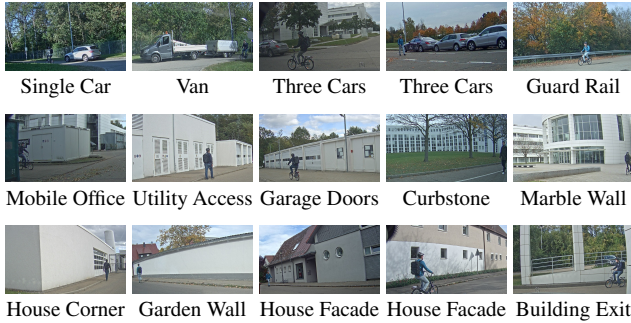 Single Car Van Three Cars Three Cars Guard Rail
Mobile Office Utility Access Garage Doors Curbstone Marble Wall
House Corner Garden Wall House Facade House Facade Building Exit